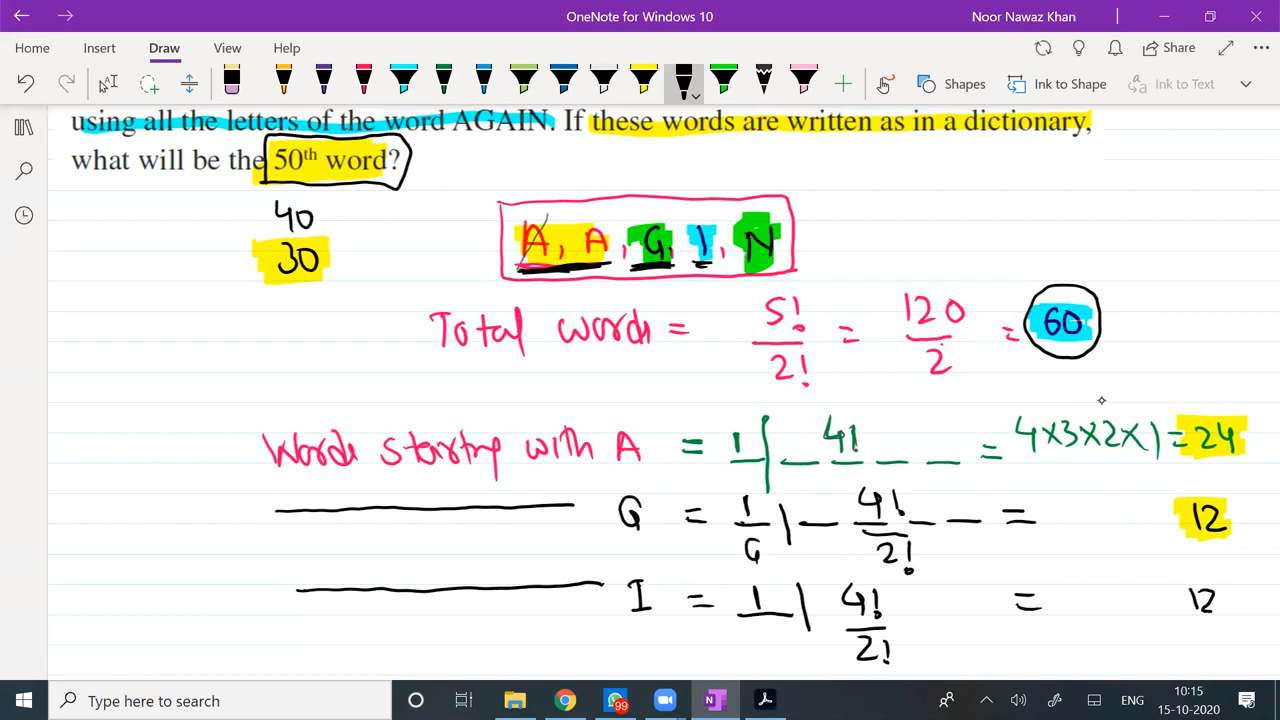 OneNote for Windows 10
Noor Nawaz Khan
Home Insert Draw View Help
Share
Shapes Ink to Shape Ink to Text
using all the letters of the word AGAIN. If these words are written as in a dictionary,
what will be the 50th word?
40
30
A, A, G, I, N
Total words = 5!/2! = 120/2 = 60
Words starting with A = 1 | 4! = 4×3×2×1 = 24
G = 1 | 4!/2! = 12
G
I = 1 | 4!/2! = 12
Type here to search
99
ENG
10:15
15-10-2020